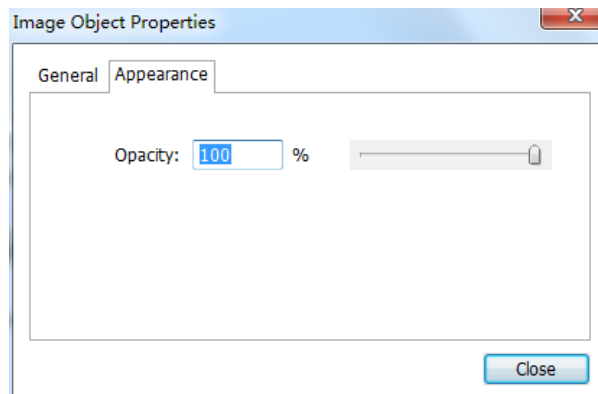 Image Object Properties
General Appearance
Opacity: 100 %
Close